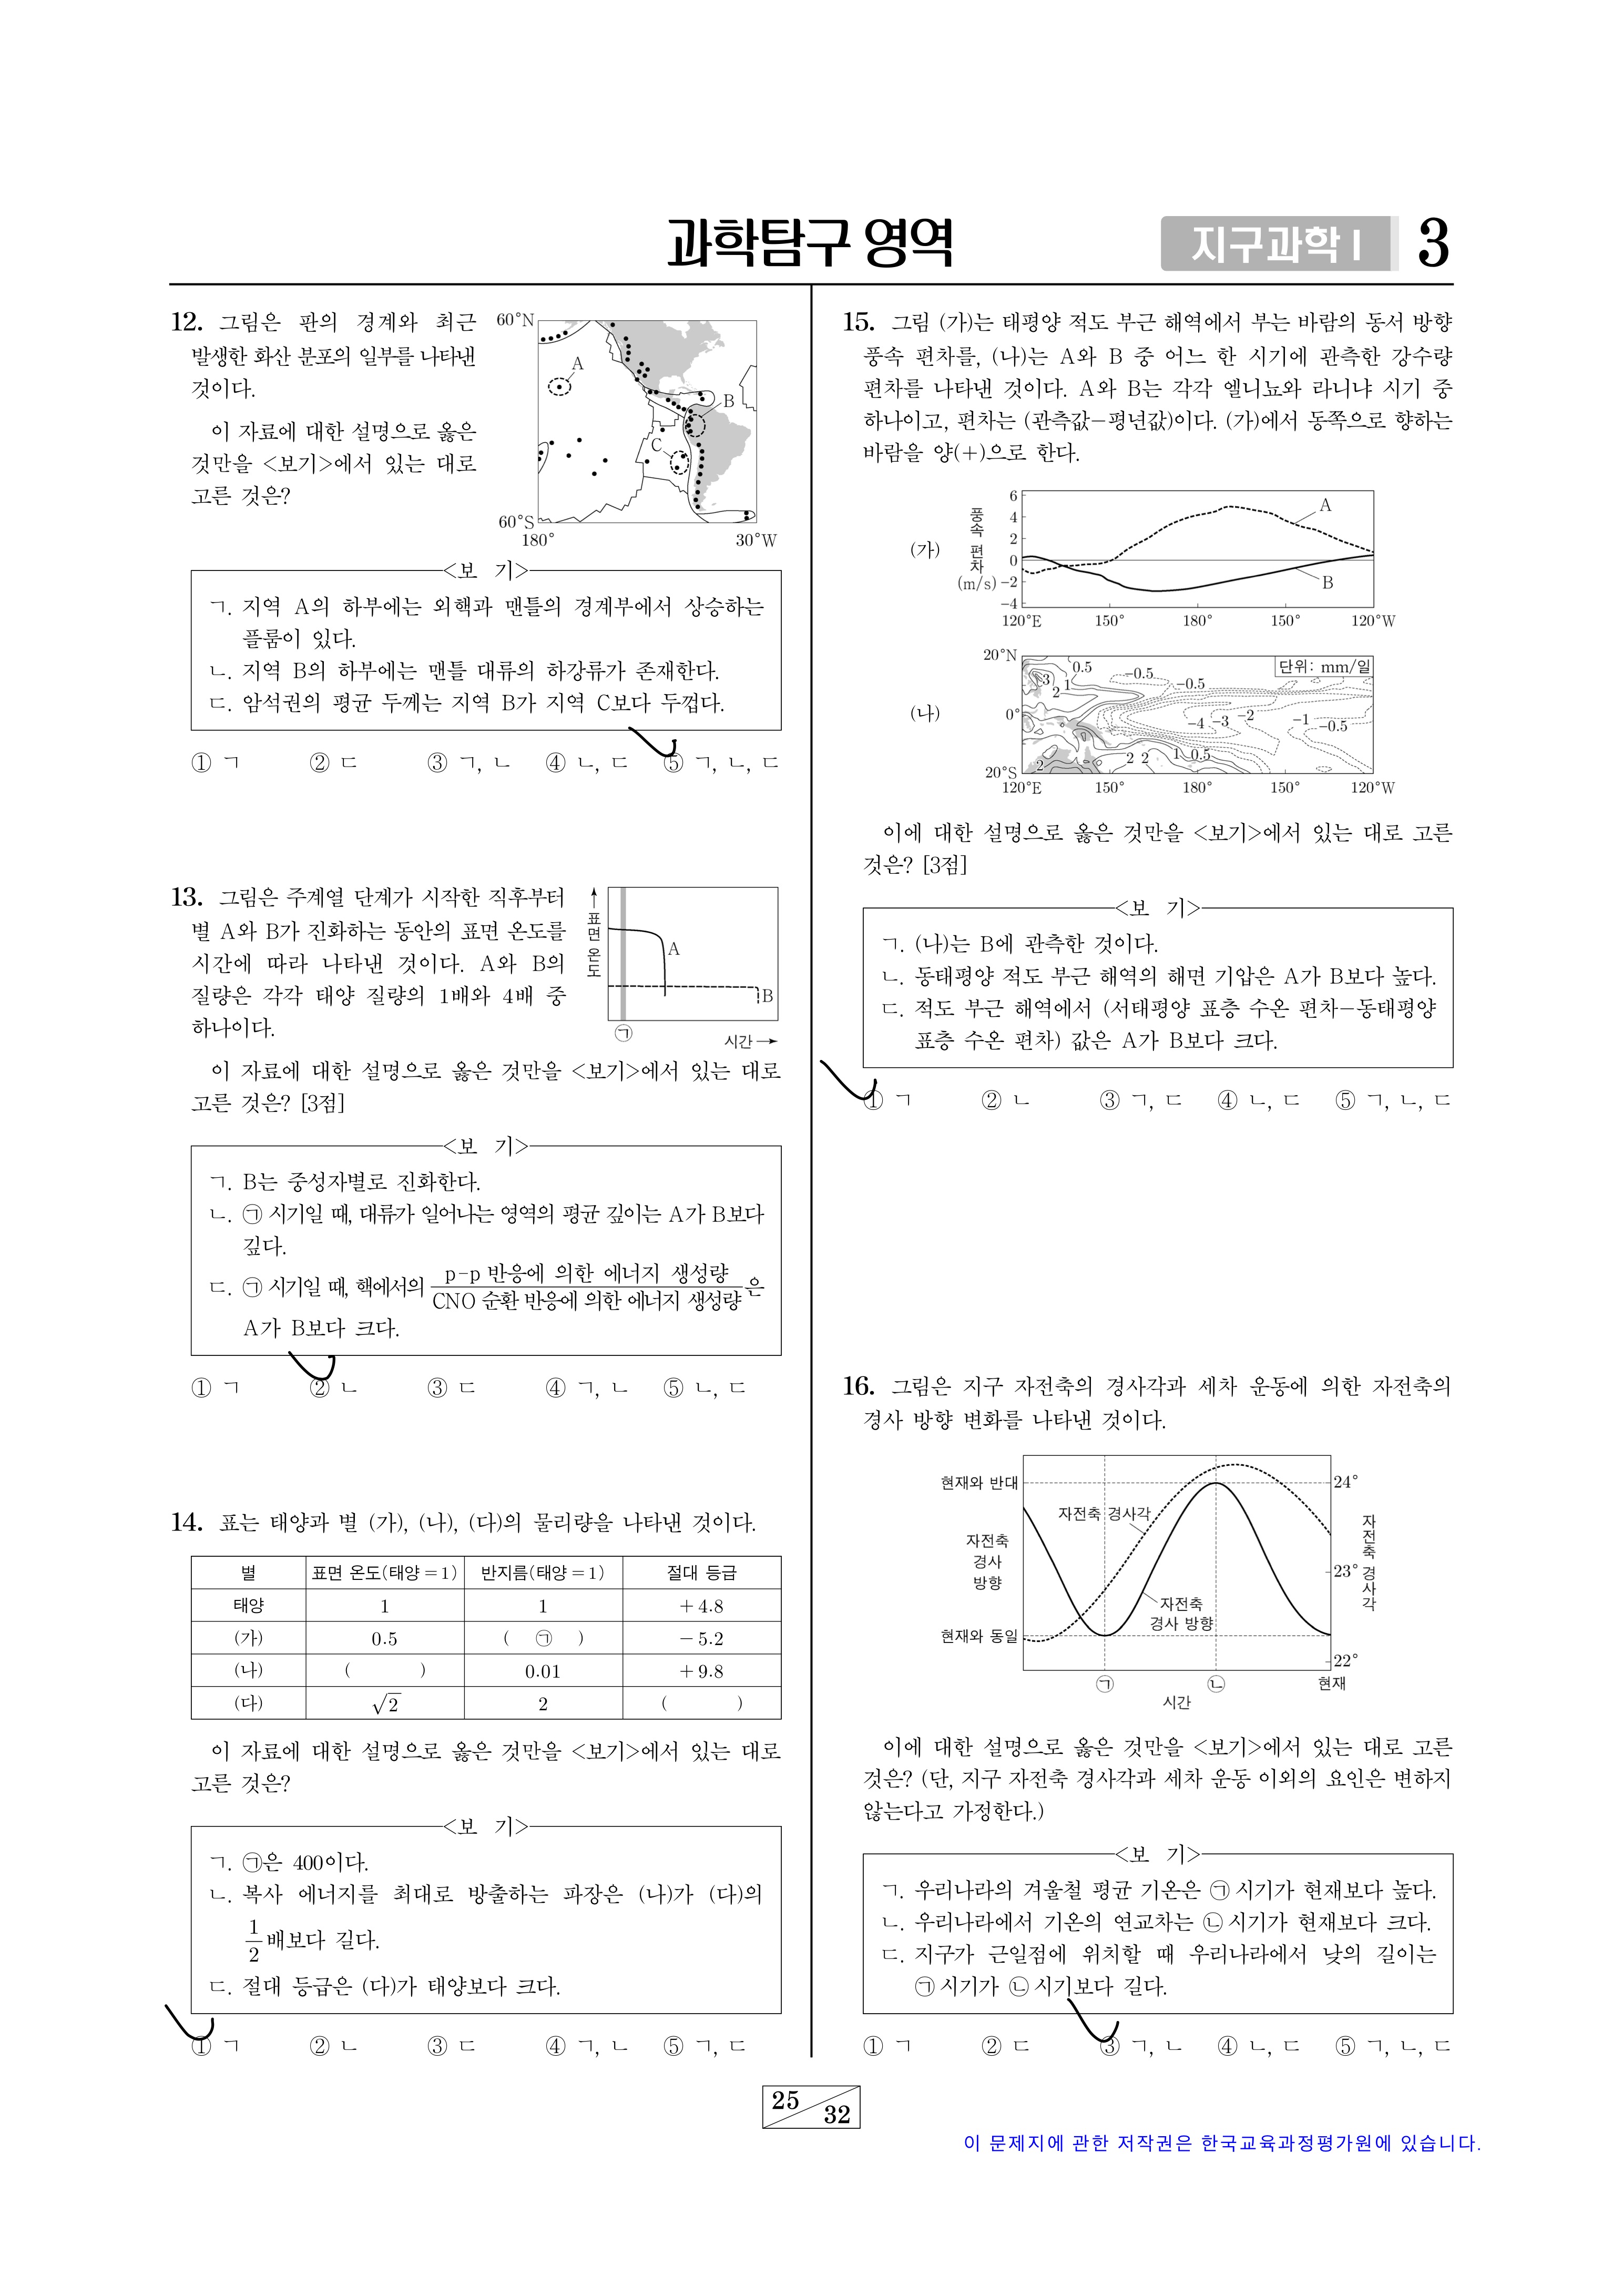 과학탐구 영역
지구과학 I
3
12. 그림은 판의 경계와 최근
발생한 화산 분포의 일부를 나타낸
것이다.
이 자료에 대한 설명으로 옳은
것만을 <보기>에서 있는 대로
고른 것은?
60°N
A
B
C
60°S
180°
30°W
<보 기>
ㄱ. 지역 A의 하부에는 외핵과 맨틀의 경계부에서 상승하는
플룸이 있다.
ㄴ. 지역 B의 하부에는 맨틀 대류의 하강류가 존재한다.
ㄷ. 암석권의 평균 두께는 지역 B가 지역 C보다 두껍다.
① ㄱ ② ㄷ ③ ㄱ, ㄴ ④ ㄴ, ㄷ ⑤ ㄱ, ㄴ, ㄷ
13. 그림은 주계열 단계가 시작한 직후부터
별 A와 B가 진화하는 동안의 표면 온도를
시간에 따라 나타낸 것이다. A와 B의
질량은 각각 태양 질량의 1배와 4배 중
하나이다.
표면 온도
A
B
㉠
시간
이 자료에 대한 설명으로 옳은 것만을 <보기>에서 있는 대로
고른 것은? [3점]
<보 기>
ㄱ. B는 중성자별로 진화한다.
ㄴ. ㉠ 시기일 때, 대류가 일어나는 영역의 평균 깊이는 A가 B보다
깊다.
ㄷ. ㉠ 시기일 때, 핵에서의 p-p 반응에 의한 에너지 생성량 / CNO 순환 반응에 의한 에너지 생성량 은
A가 B보다 크다.
① ㄱ ② ㄴ ③ ㄷ ④ ㄱ, ㄴ ⑤ ㄴ, ㄷ
14. 표는 태양과 별 (가), (나), (다)의 물리량을 나타낸 것이다.
별 표면 온도(태양=1) 반지름(태양=1) 절대 등급
태양 1 1 +4.8
(가) 0.5 ( ㉠ ) -5.2
(나) ( ) 0.01 +9.8
(다) √2 2 ( )
이 자료에 대한 설명으로 옳은 것만을 <보기>에서 있는 대로
고른 것은?
<보 기>
ㄱ. ㉠은 400이다.
ㄴ. 복사 에너지를 최대로 방출하는 파장은 (나)가 (다)의
1/2 배보다 길다.
ㄷ. 절대 등급은 (다)가 태양보다 크다.
① ㄱ ② ㄴ ③ ㄷ ④ ㄱ, ㄴ ⑤ ㄱ, ㄷ
15. 그림 (가)는 태평양 적도 부근 해역에서 부는 바람의 동서 방향
풍속 편차를, (나)는 A와 B 중 어느 한 시기에 관측한 강수량
편차를 나타낸 것이다. A와 B는 각각 엘니뇨와 라니냐 시기 중
하나이고, 편차는 (관측값-평년값)이다. (가)에서 동쪽으로 향하는
바람을 양(+)으로 한다.
(가)
풍속 편차
(m/s)
6
4
2
0
-2
-4
A
B
120°E 150° 180° 150° 120°W
(나)
20°N
0°
20°S
단위: mm/일
0.5
3
1
2
-0.5
-0.5
-4 -3 -2
-1 -0.5
2
2 2 1 0.5
120°E 150° 180° 150° 120°W
이에 대한 설명으로 옳은 것만을 <보기>에서 있는 대로 고른
것은? [3점]
<보 기>
ㄱ. (나)는 B에 관측한 것이다.
ㄴ. 동태평양 적도 부근 해역의 해면 기압은 A가 B보다 높다.
ㄷ. 적도 부근 해역에서 (서태평양 표층 수온 편차-동태평양
표층 수온 편차) 값은 A가 B보다 크다.
① ㄱ ② ㄴ ③ ㄱ, ㄷ ④ ㄴ, ㄷ ⑤ ㄱ, ㄴ, ㄷ
16. 그림은 지구 자전축의 경사각과 세차 운동에 의한 자전축의
경사 방향 변화를 나타낸 것이다.
현재와 반대
자전축
경사
방향
현재와 동일
자전축 경사각
자전축
경사 방향
24°
23°
22°
자전축 경사각
㉠
㉡
현재
시간
이에 대한 설명으로 옳은 것만을 <보기>에서 있는 대로 고른
것은? (단, 지구 자전축 경사각과 세차 운동 이외의 요인은 변하지
않는다고 가정한다.)
<보 기>
ㄱ. 우리나라의 겨울철 평균 기온은 ㉠ 시기가 현재보다 높다.
ㄴ. 우리나라에서 기온의 연교차는 ㉡ 시기가 현재보다 크다.
ㄷ. 지구가 근일점에 위치할 때 우리나라에서 낮의 길이는
㉠ 시기가 ㉡ 시기보다 길다.
① ㄱ ② ㄷ ③ ㄱ, ㄴ ④ ㄴ, ㄷ ⑤ ㄱ, ㄴ, ㄷ
25
32
이 문제지에 관한 저작권은 한국교육과정평가원에 있습니다.